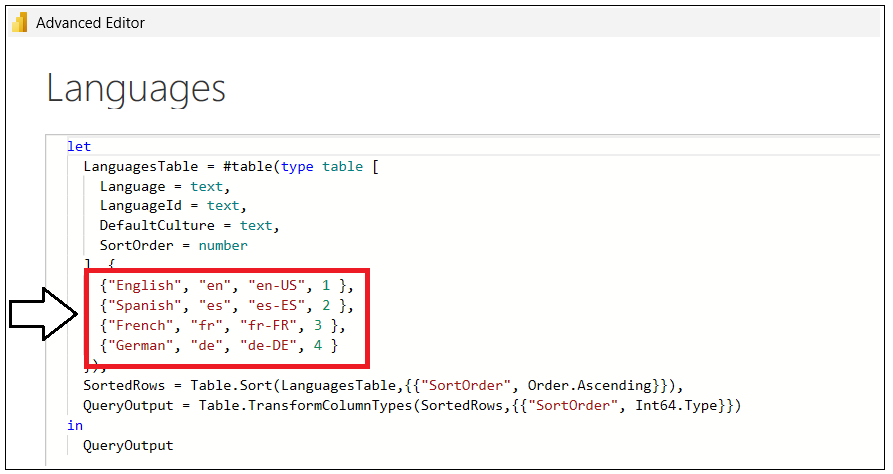 Advanced Editor
Languages
let
LanguagesTable = #table(type table [
Language = text,
LanguageId = text,
DefaultCulture = text,
SortOrder = number
], {
{"English", "en", "en-US", 1 },
{"Spanish", "es", "es-ES", 2 },
{"French", "fr", "fr-FR", 3 },
{"German", "de", "de-DE", 4 }
}),
SortedRows = Table.Sort(LanguagesTable,{{"SortOrder", Order.Ascending}}),
QueryOutput = Table.TransformColumnTypes(SortedRows,{{"SortOrder", Int64.Type}})
in
QueryOutput